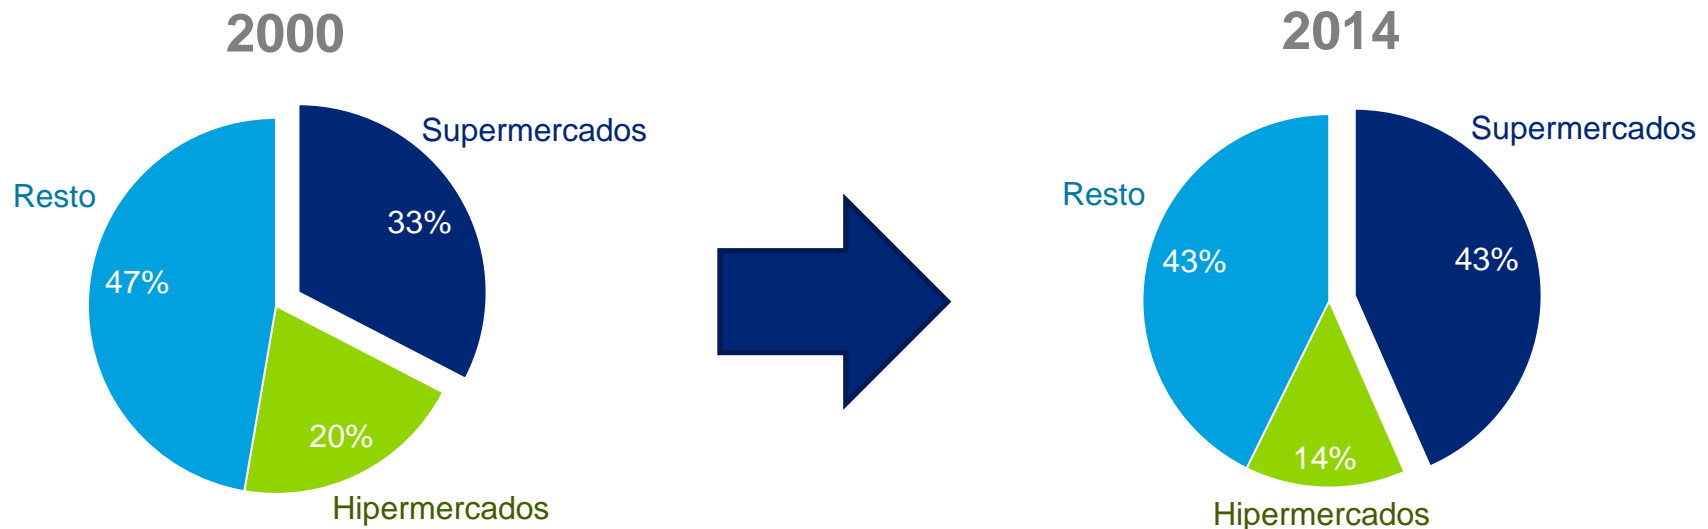 2000
Supermercados
33%
Resto
47%
20%
Hipermercados
2014
Supermercados
43%
Resto
43%
14%
Hipermercados